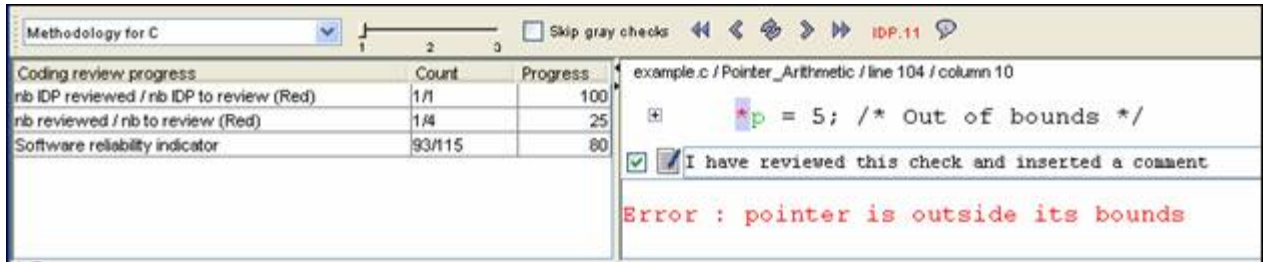 Methodology for C
1 2 3
Skip gray checks
IDP.11
Coding review progress Count Progress
nb IDP reviewed / nb IDP to review (Red) 1/1 100
nb reviewed / nb to review (Red) 1/4 25
Software reliability indicator 93/115 80
example.c / Pointer_Arithmetic / line 104 / column 10
*p = 5; /* Out of bounds */
I have reviewed this check and inserted a comment
Error : pointer is outside its bounds